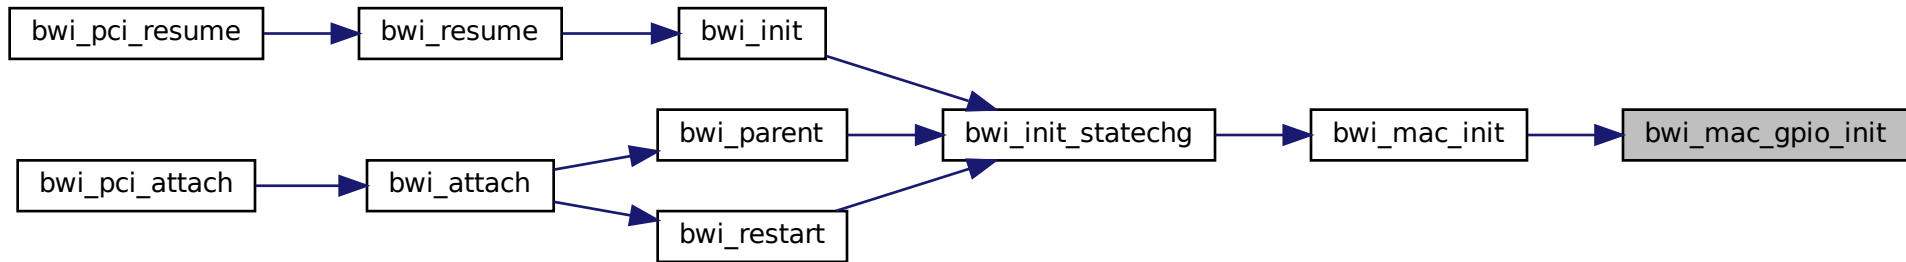 bwi_pci_resume
bwi_resume
bwi_init
bwi_parent
bwi_init_statechg
bwi_mac_init
bwi_mac_gpio_init
bwi_pci_attach
bwi_attach
bwi_restart